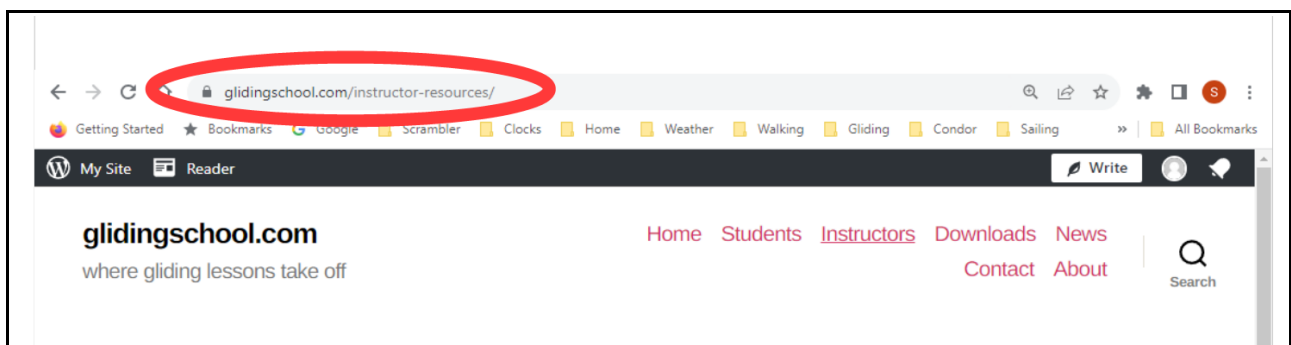 glidingschool.com/instructor-resources/
S
Getting Started Bookmarks Google Scrambler Clocks Home Weather Walking Gliding Condor Sailing » All Bookmarks
My Site Reader Write
glidingschool.com
where gliding lessons take off
Home Students Instructors Downloads News
Contact About
Search